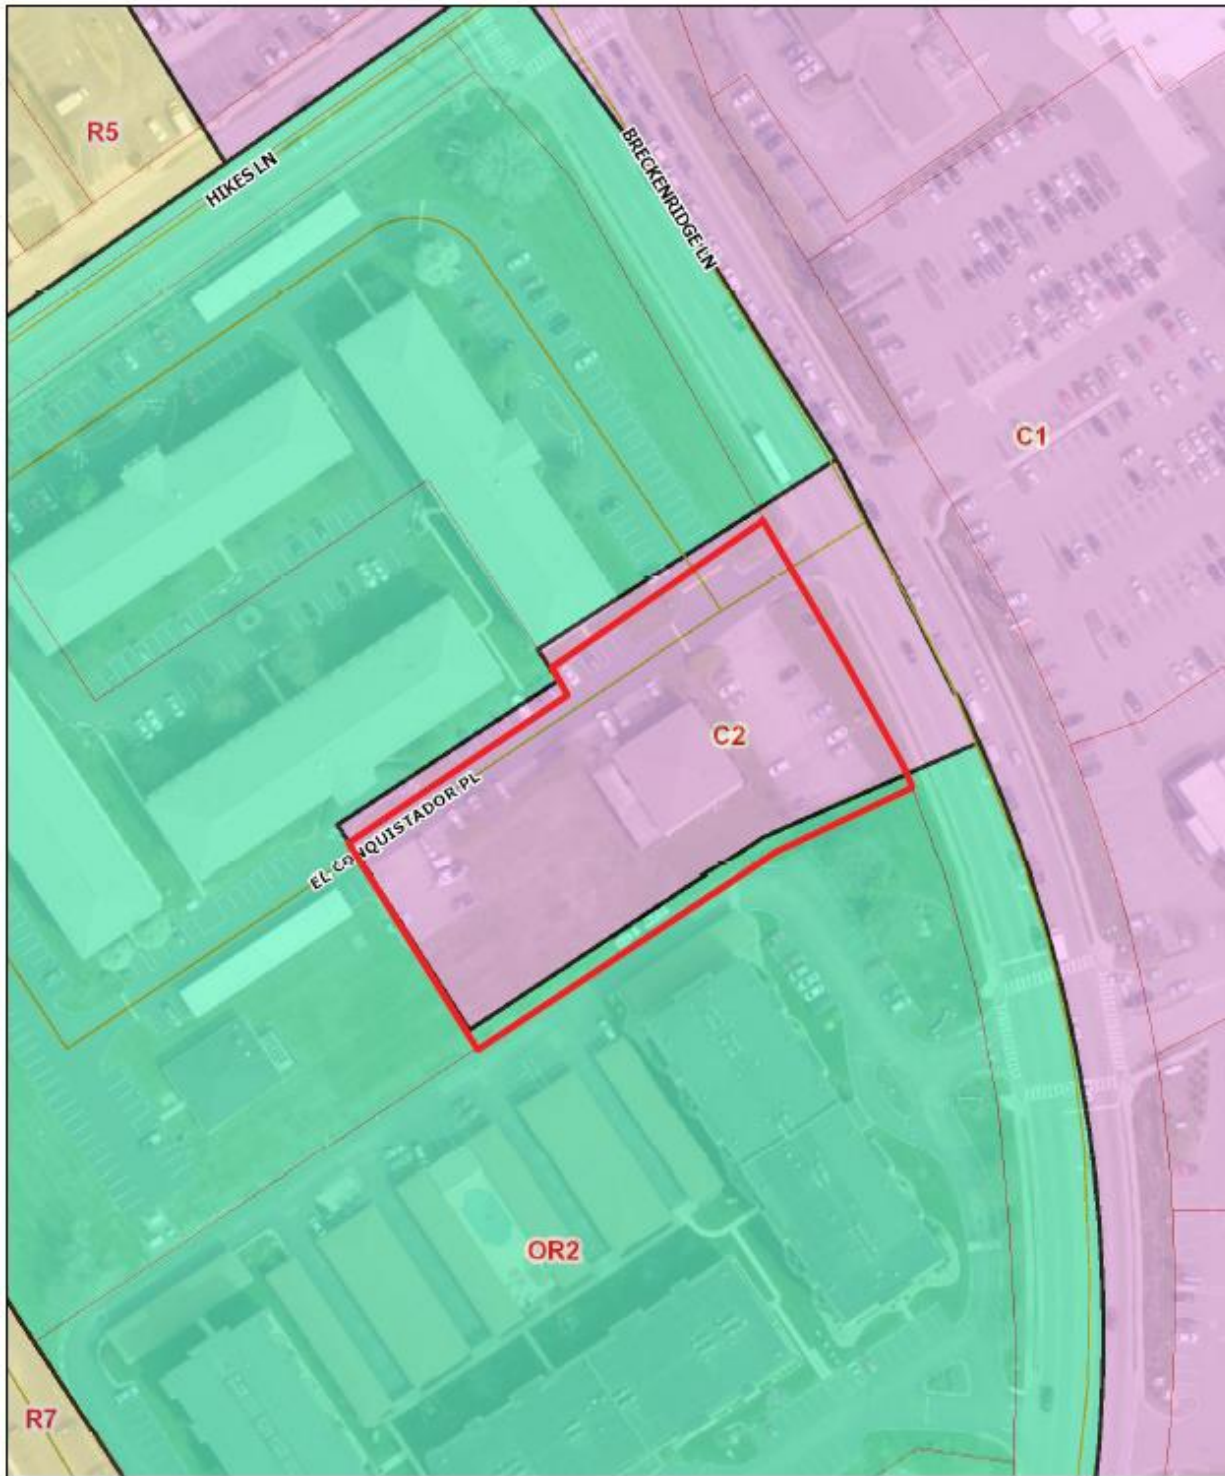 R5
HIKES LN
BRECKENRIDGE LN
C1
C2
EL CONQUISTADOR PL
OR2
R7